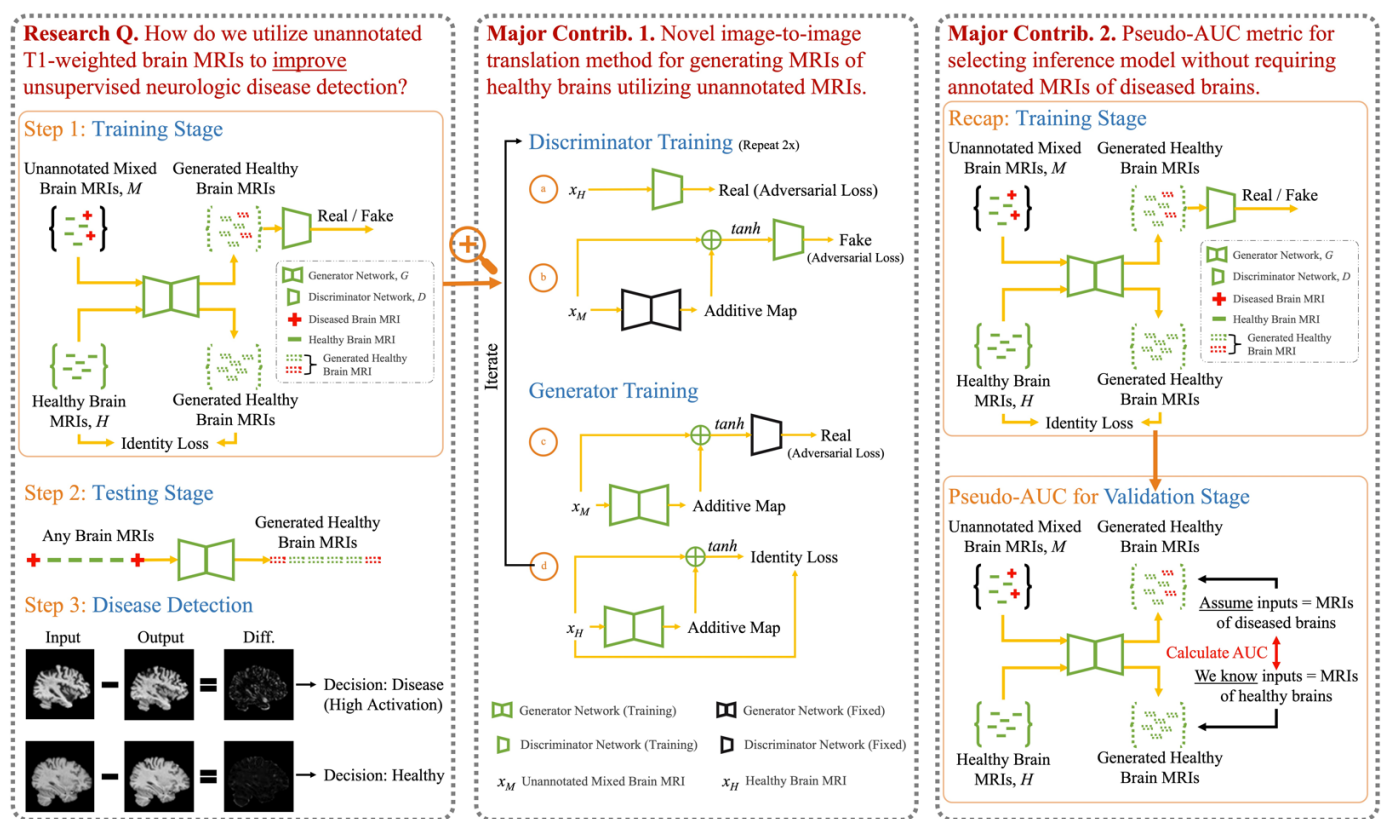 Research Q. How do we utilize unannotated
T1-weighted brain MRIs to improve
unsupervised neurologic disease detection?
Step 1: Training Stage
Unannotated Mixed
Brain MRIs, M
Generated Healthy
Brain MRIs
Real / Fake
Generator Network, G
Discriminator Network, D
Diseased Brain MRI
Healthy Brain MRI
Generated Healthy
Brain MRI
Healthy Brain
MRIs, H
Generated Healthy
Brain MRIs
Identity Loss
Step 2: Testing Stage
Any Brain MRIs
Generated Healthy
Brain MRIs
Step 3: Disease Detection
Input
Output
Diff.
Decision: Disease
(High Activation)
Decision: Healthy
Major Contrib. 1. Novel image-to-image
translation method for generating MRIs of
healthy brains utilizing unannotated MRIs.
Discriminator Training (Repeat 2x)
a
x_H
Real (Adversarial Loss)
b
tanh
Fake
(Adversarial Loss)
x_M
Additive Map
Iterate
Generator Training
c
tanh
Real
(Adversarial Loss)
x_M
Additive Map
d
tanh
Identity Loss
x_H
Additive Map
Generator Network (Training)
Generator Network (Fixed)
Discriminator Network (Training)
Discriminator Network (Fixed)
x_M Unannotated Mixed Brain MRI
x_H Healthy Brain MRI
Major Contrib. 2. Pseudo-AUC metric for
selecting inference model without requiring
annotated MRIs of diseased brains.
Recap: Training Stage
Unannotated Mixed
Brain MRIs, M
Generated Healthy
Brain MRIs
Real / Fake
Generator Network, G
Discriminator Network, D
Diseased Brain MRI
Healthy Brain MRI
Generated Healthy
Brain MRI
Healthy Brain
MRIs, H
Generated Healthy
Brain MRIs
Identity Loss
Pseudo-AUC for Validation Stage
Unannotated Mixed
Brain MRIs, M
Generated Healthy
Brain MRIs
Assume inputs = MRIs
of diseased brains
Calculate AUC
We know inputs = MRIs
of healthy brains
Healthy Brain
MRIs, H
Generated Healthy
Brain MRIs